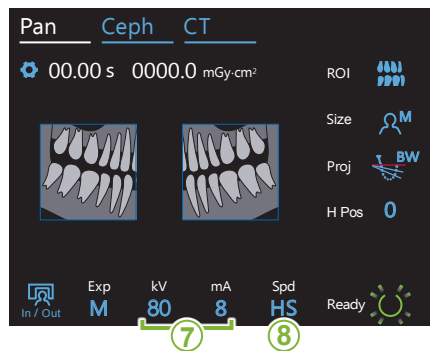 Pan Ceph CT
00.00 s 0000.0 mGy·cm²
ROI
Size M
Proj BW
H Pos 0
Exp kV mA Spd
In / Out M 80 8 HS Ready
7 8